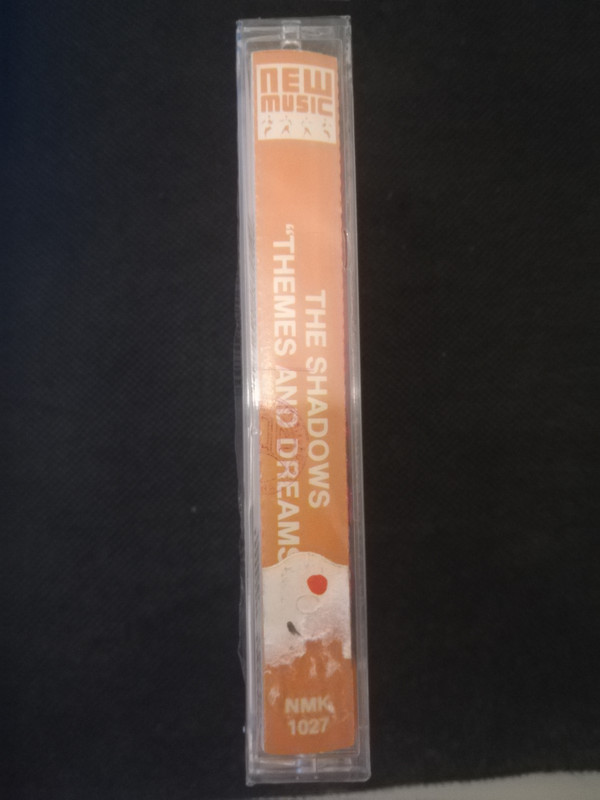 NEW
MUSIC
THE SHADOWS
"THEMES AND DREAMS
NMK
1027